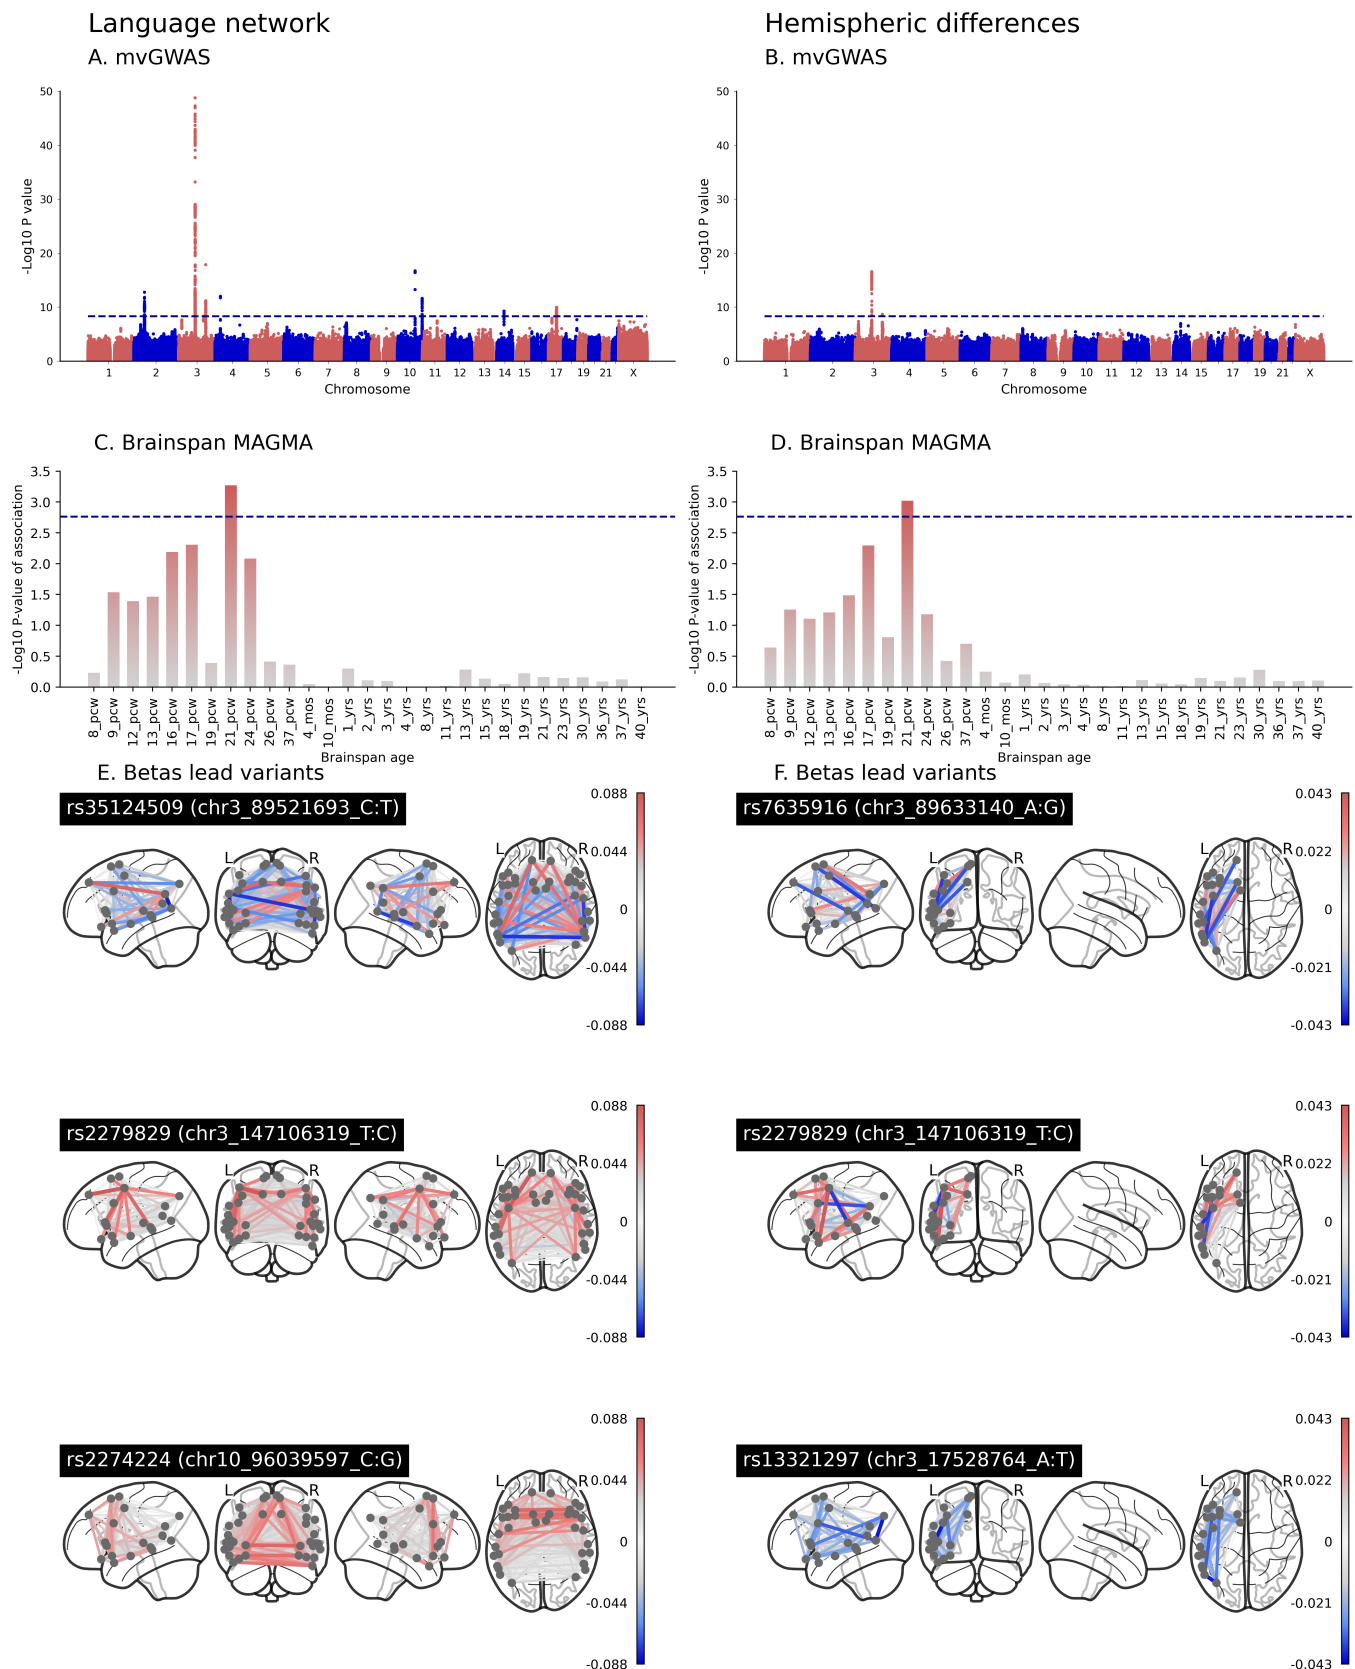 Language network
A. mvGWAS
50
40
30
20
10
0
-Log10 P value
1 2 3 4 5 6 7 8 9 10 11 12 13 14 15 17 19 21 X
Chromosome
Hemispheric differences
B. mvGWAS
50
40
30
20
10
0
-Log10 P value
1 2 3 4 5 6 7 8 9 10 11 12 13 14 15 17 19 21 X
Chromosome
C. Brainspan MAGMA
3.5
3.0
2.5
2.0
1.5
1.0
0.5
0.0
-Log10 P-value of association
8_pcw 9_pcw 12_pcw 13_pcw 16_pcw 17_pcw 19_pcw 21_pcw 24_pcw 26_pcw 37_pcw 4_mos 10_mos 1_yrs 2_yrs 3_yrs 4_yrs 8_yrs 11_yrs 13_yrs 15_yrs 18_yrs 19_yrs 21_yrs 23_yrs 30_yrs 36_yrs 37_yrs 40_yrs
Brainspan age
D. Brainspan MAGMA
3.5
3.0
2.5
2.0
1.5
1.0
0.5
0.0
-Log10 P-value of association
8_pcw 9_pcw 12_pcw 13_pcw 16_pcw 17_pcw 19_pcw 21_pcw 24_pcw 26_pcw 37_pcw 4_mos 10_mos 1_yrs 2_yrs 3_yrs 4_yrs 8_yrs 11_yrs 13_yrs 15_yrs 18_yrs 19_yrs 21_yrs 23_yrs 30_yrs 36_yrs 37_yrs 40_yrs
Brainspan age
E. Betas lead variants
rs35124509 (chr3_89521693_C:T)
L R L R
0.088
0.044
0
-0.044
-0.088
rs2279829 (chr3_147106319_T:C)
L R L R
0.088
0.044
0
-0.044
-0.088
rs2274224 (chr10_96039597_C:G)
L R L R
0.088
0.044
0
-0.044
-0.088
F. Betas lead variants
rs7635916 (chr3_89633140_A:G)
L R L R
0.043
0.022
0
-0.021
-0.043
rs2279829 (chr3_147106319_T:C)
L R L R
0.043
0.022
0
-0.021
-0.043
rs13321297 (chr3_17528764_A:T)
L R L R
0.043
0.022
0
-0.021
-0.043